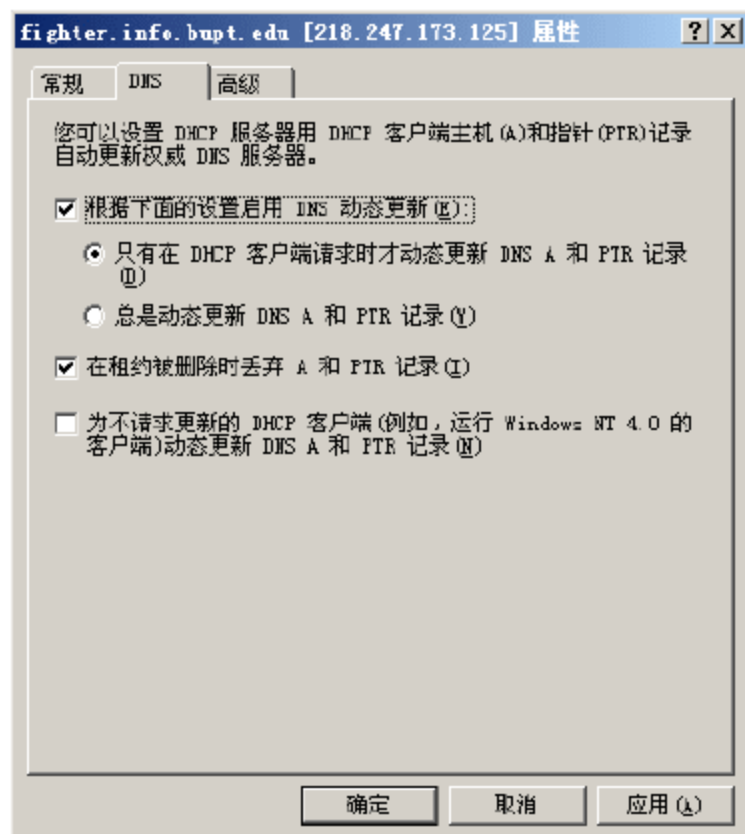 fighter.info.bupt.edu [218.247.173.125] 属性
常规 DNS 高级
您可以设置 DHCP 服务器用 DHCP 客户端主机(A)和指针(PTR)记录
自动更新权威 DNS 服务器。
根据下面的设置启用 DNS 动态更新(E):
只有在 DHCP 客户端请求时才动态更新 DNS A 和 PTR 记录
(D)
总是动态更新 DNS A 和 PTR 记录(Y)
在租约被删除时丢弃 A 和 PTR 记录(I)
为不请求更新的 DHCP 客户端(例如，运行 Windows NT 4.0 的
客户端)动态更新 DNS A 和 PTR 记录(N)
确定 取消 应用(A)